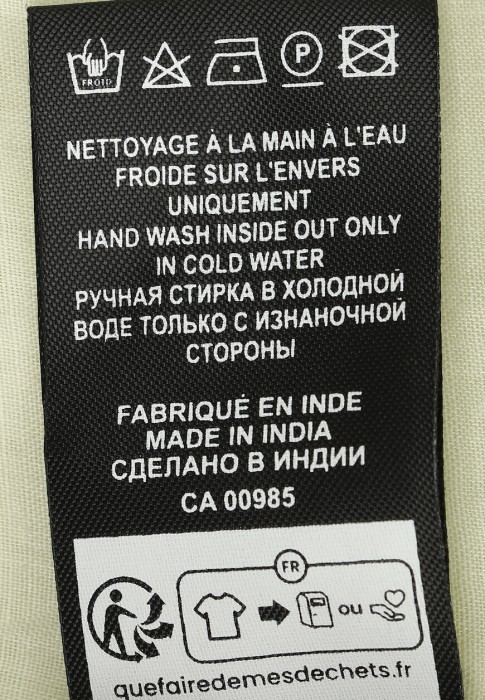 FROID
P
NETTOYAGE À LA MAIN À L'EAU
FROIDE SUR L'ENVERS
UNIQUEMENT
HAND WASH INSIDE OUT ONLY
IN COLD WATER
РУЧНАЯ СТИРКА В ХОЛОДНОЙ
ВОДЕ ТОЛЬКО С ИЗНАНОЧНОЙ
СТОРОНЫ
FABRIQUÉ EN INDE
MADE IN INDIA
СДЕЛАНО В ИНДИИ
CA 00985
FR
ou
quefairedemesdechets.fr